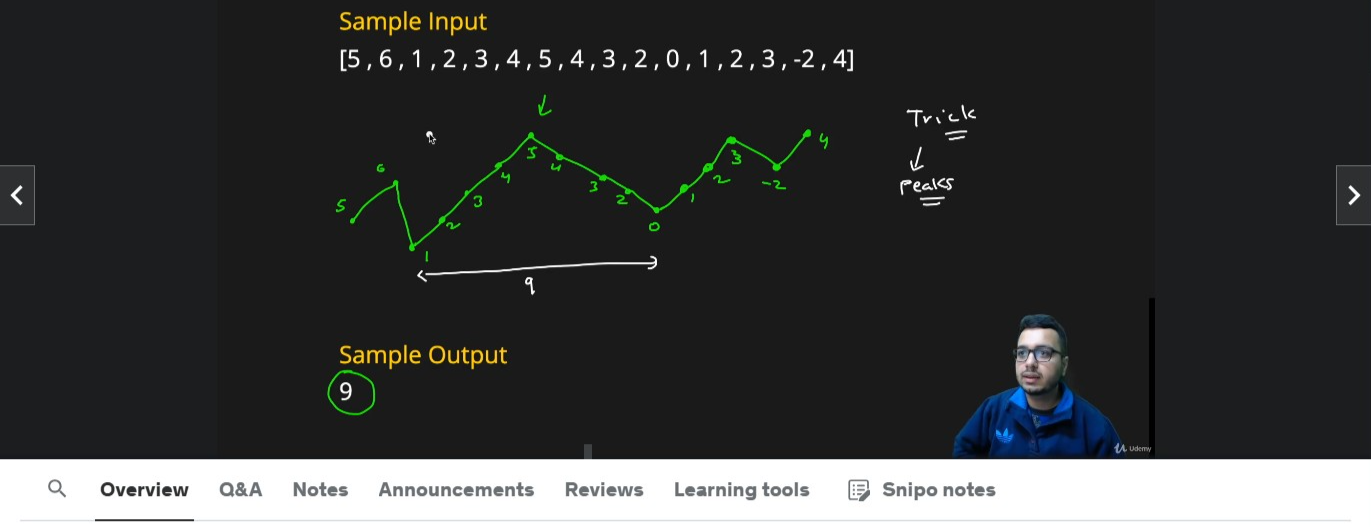 Sample Input
[5 , 6 , 1 , 2 , 3 , 4 , 5 , 4 , 3 , 2 , 0 , 1 , 2 , 3 , -2 , 4]
Trick
Peaks
5
6
1
2
3
4
5
4
3
2
0
1
2
3
-2
4
9
Sample Output
9
Udemy
Overview Q&A Notes Announcements Reviews Learning tools Snipo notes